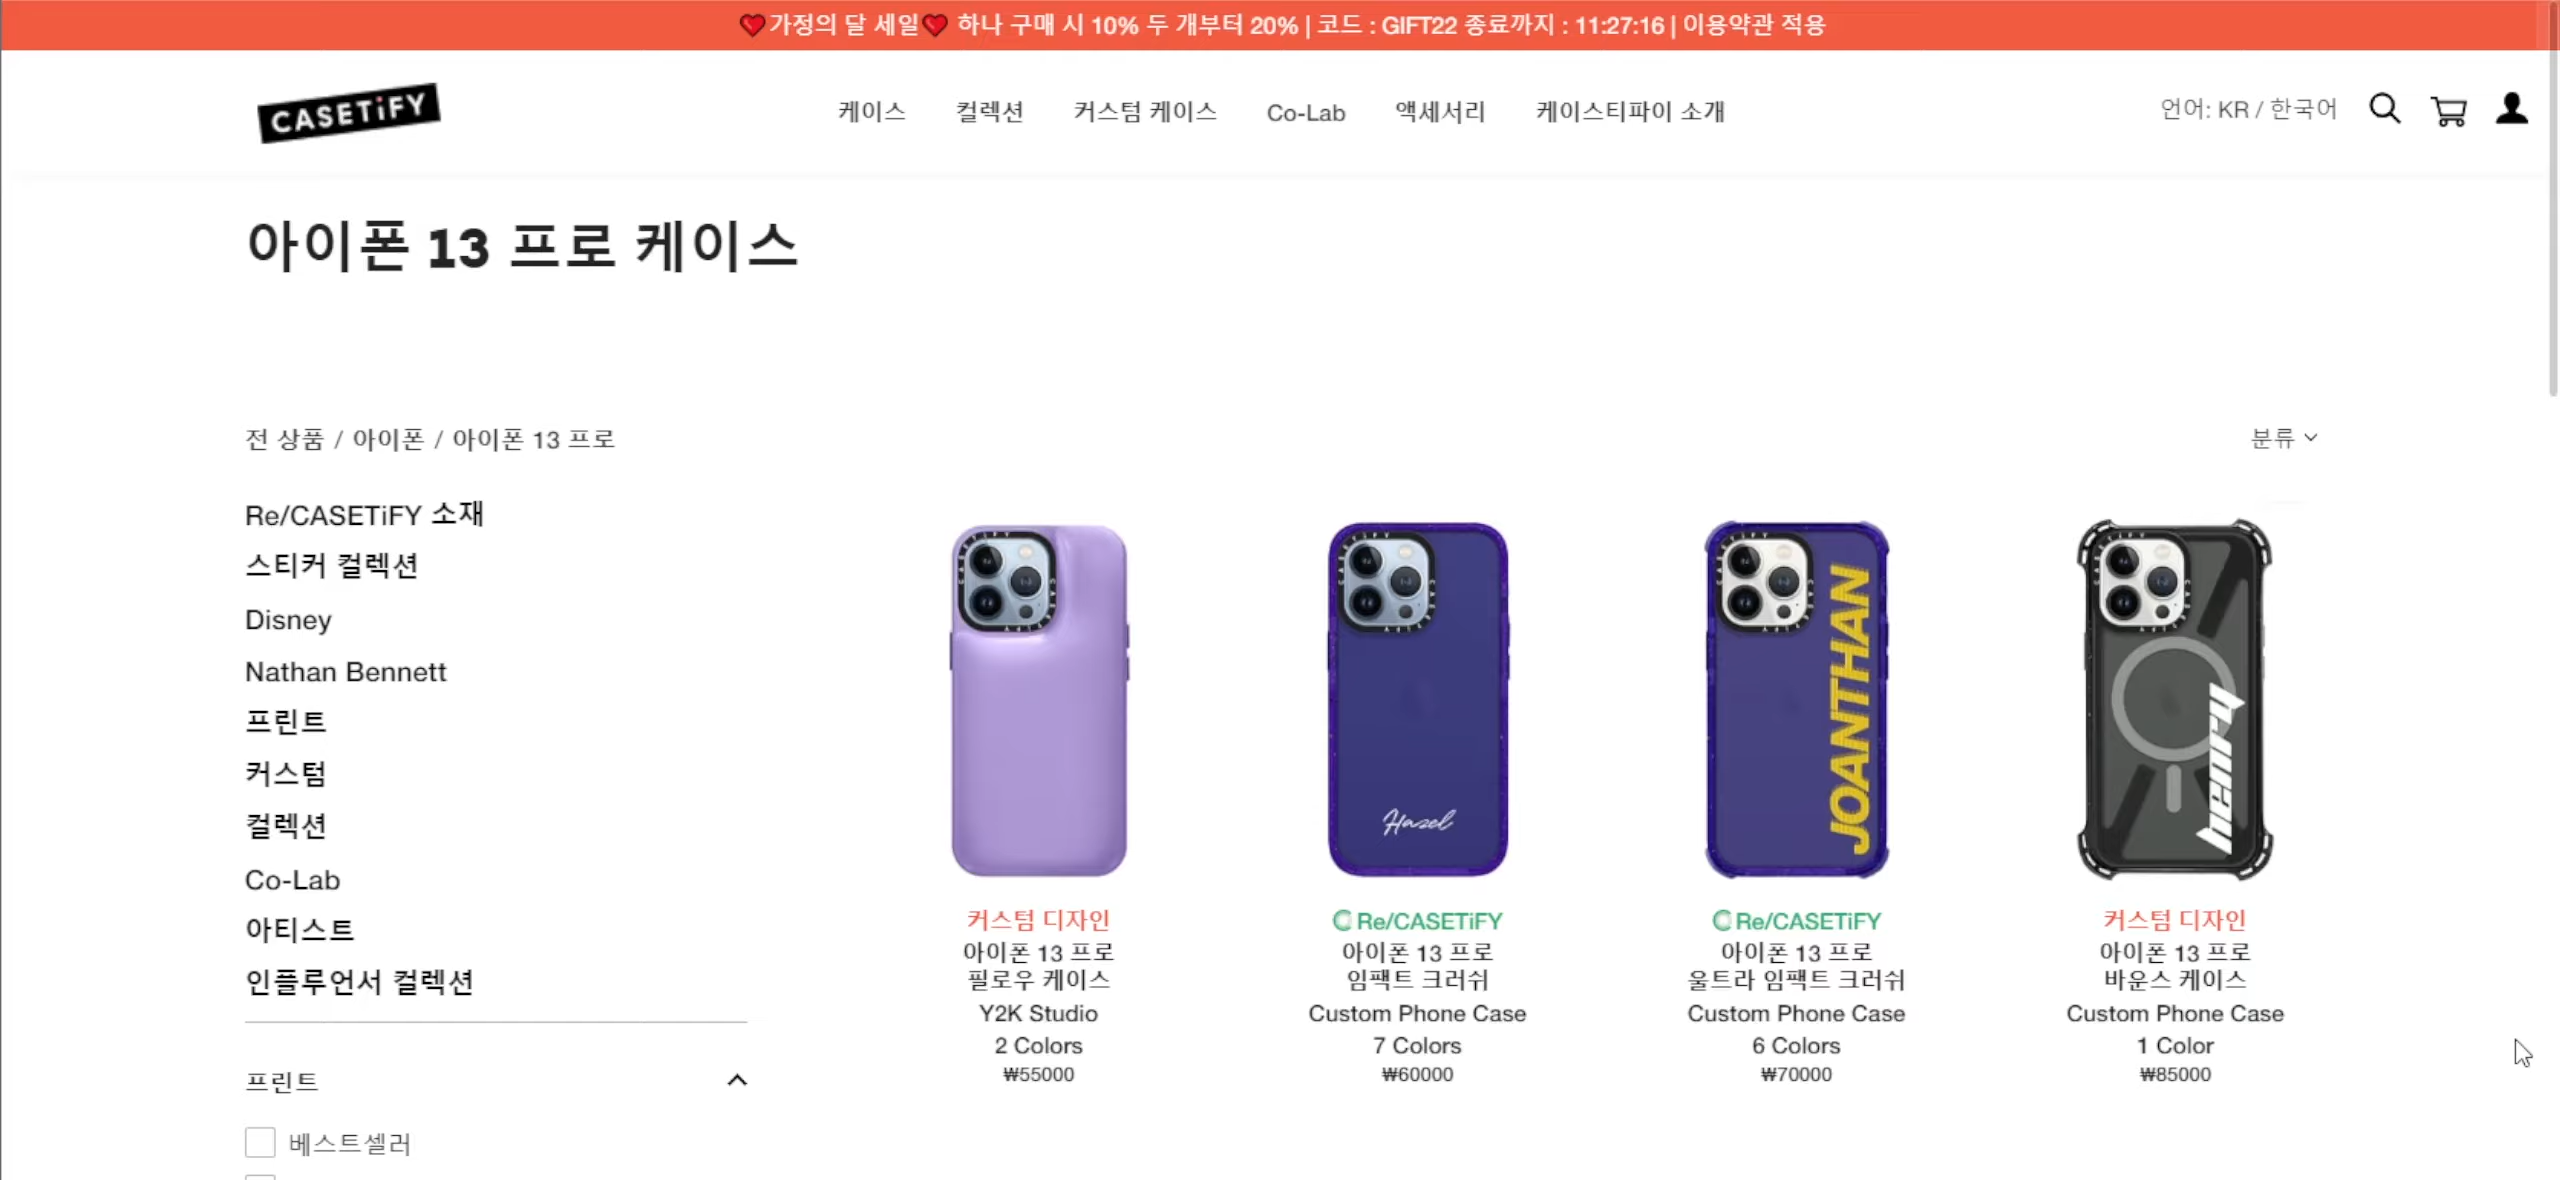 ❤️가정의 달 세일❤️ 하나 구매 시 10% 두 개부터 20% | 코드 : GIFT22 종료까지 : 11:27:16 | 이용약관 적용
CASETiFY
케이스 컬렉션 커스텀 케이스 Co-Lab 액세서리 케이스티파이 소개
언어: KR / 한국어
아이폰 13 프로 케이스
전 상품 / 아이폰 / 아이폰 13 프로
분류
Re/CASETiFY 소재
스티커 컬렉션
Disney
Nathan Bennett
프린트
커스텀
컬렉션
Co-Lab
아티스트
인플루언서 컬렉션
프린트
베스트셀러
커스텀 디자인
아이폰 13 프로
필로우 케이스
Y2K Studio
2 Colors
₩55000
Hazel
Re/CASETiFY
아이폰 13 프로
임팩트 크러쉬
Custom Phone Case
7 Colors
₩60000
JOANTHAN
Re/CASETiFY
아이폰 13 프로
울트라 임팩트 크러쉬
Custom Phone Case
6 Colors
₩70000
henry
커스텀 디자인
아이폰 13 프로
바운스 케이스
Custom Phone Case
1 Color
₩85000